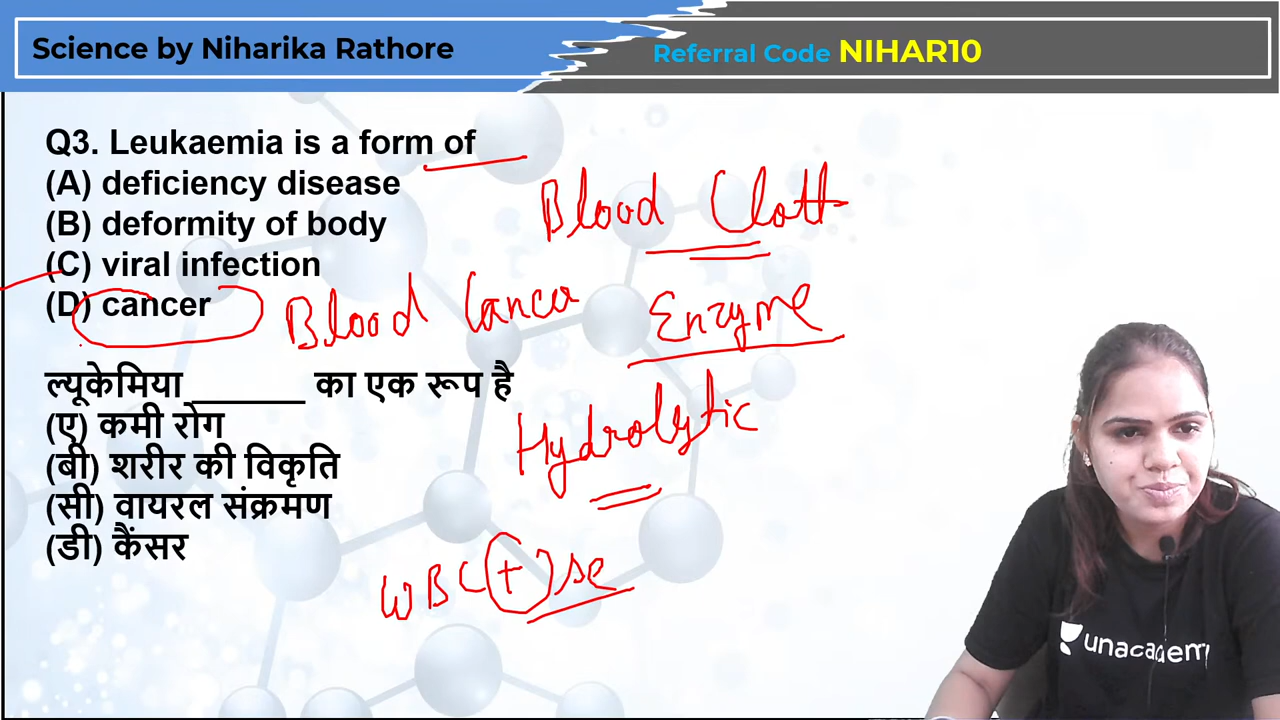 Science by Niharika Rathore
Referral Code NIHAR10
Q3. Leukaemia is a form of
(A) deficiency disease
(B) deformity of body
(C) viral infection
(D) cancer
Blood Clott
Blood Cancer
Enzyme
Hydrolytic
WBC (+)se
ल्यूकेमिया ______ का एक रूप है
(ए) कमी रोग
(बी) शरीर की विकृति
(सी) वायरल संक्रमण
(डी) कैंसर
unacademy